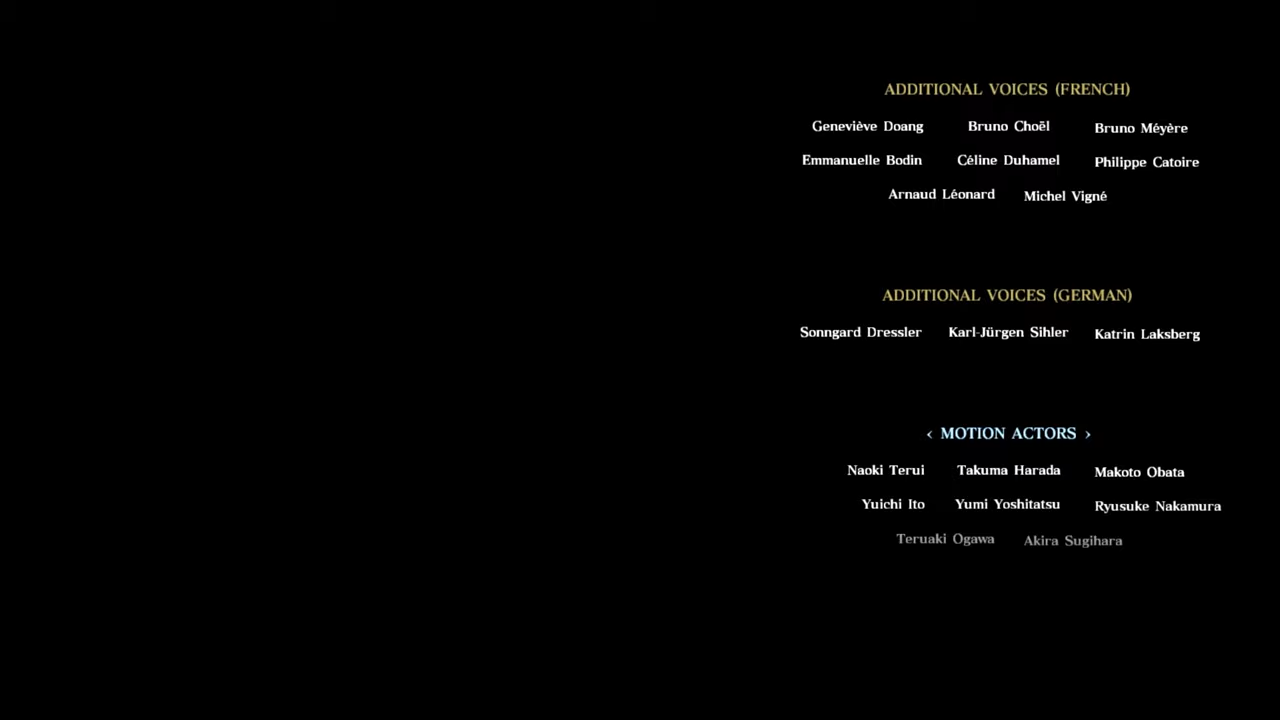 ADDITIONAL VOICES (FRENCH)
Geneviève Doang Bruno Choël Bruno Méyère
Emmanuelle Bodin Céline Duhamel Philippe Catoire
Arnaud Léonard Michel Vigné
ADDITIONAL VOICES (GERMAN)
Sonngard Dressler Karl-Jürgen Sihler Katrin Laksberg
‹ MOTION ACTORS ›
Naoki Terui Takuma Harada Makoto Obata
Yuichi Ito Yumi Yoshitatsu Ryusuke Nakamura
Teruaki Ogawa Akira Sugihara